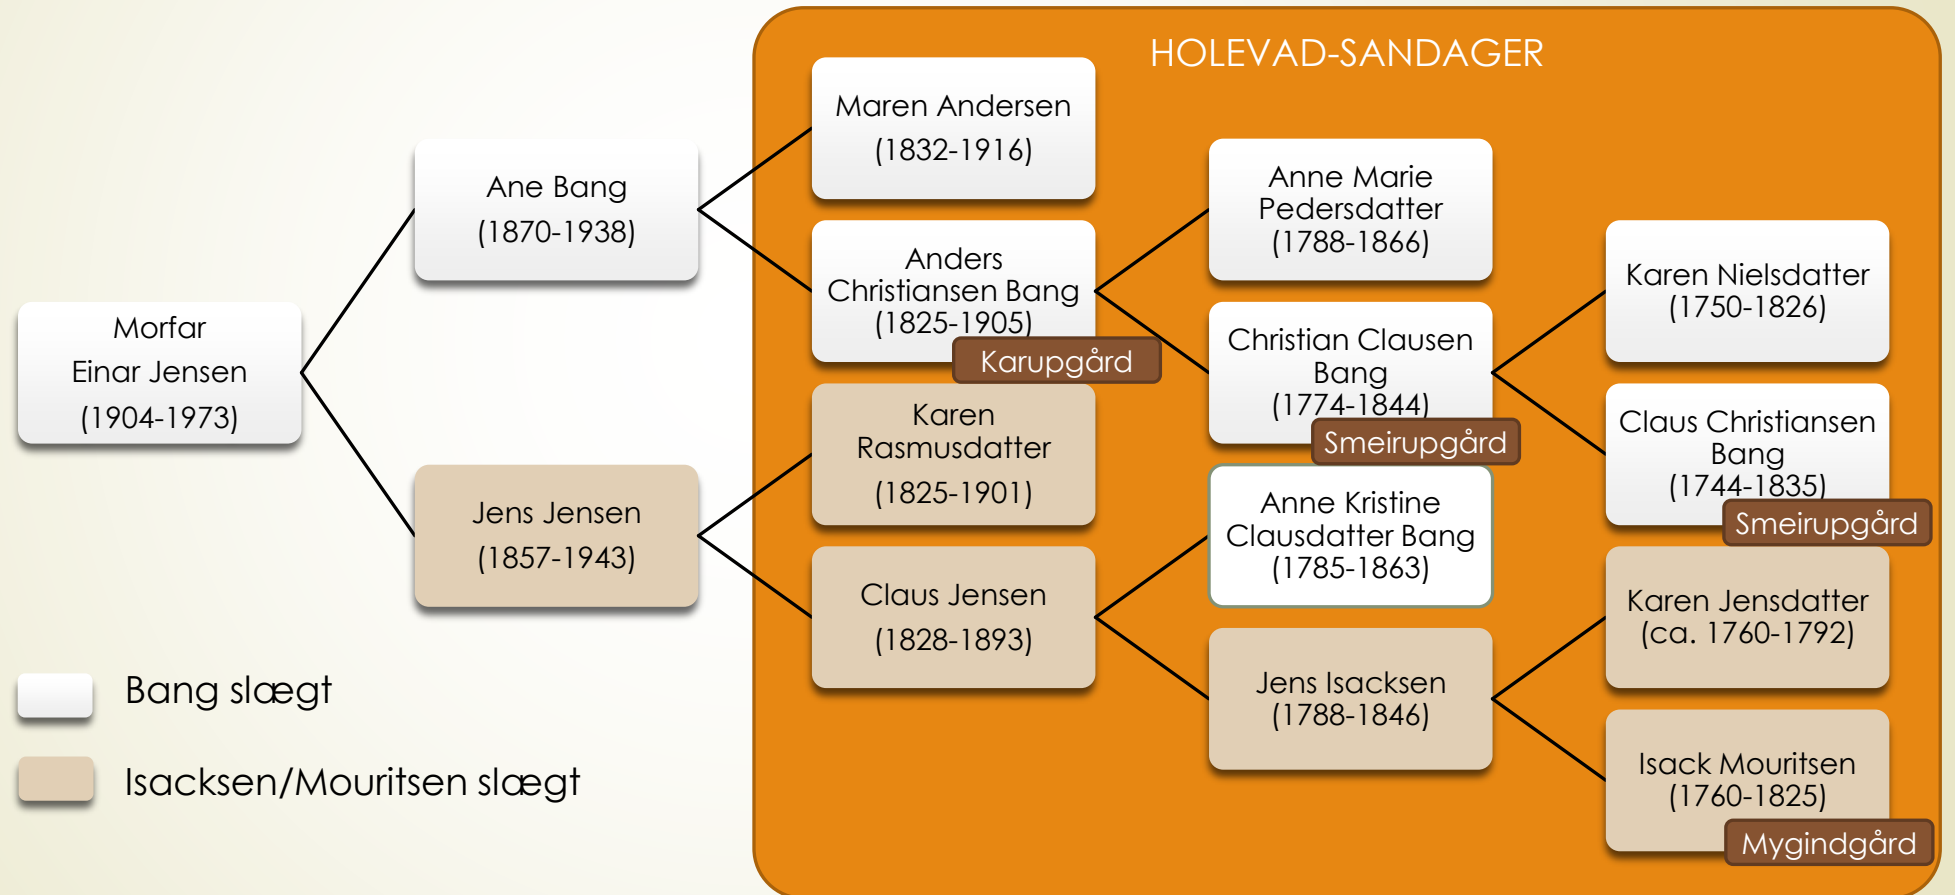 HOLEVAD-SANDAGER
Morfar
Einar Jensen
(1904-1973)
Ane Bang
(1870-1938)
Jens Jensen
(1857-1943)
Maren Andersen
(1832-1916)
Anders
Christiansen Bang
(1825-1905)
Karupgård
Karen
Rasmusdatter
(1825-1901)
Claus Jensen
(1828-1893)
Anne Marie
Pedersdatter
(1788-1866)
Christian Clausen
Bang
(1774-1844)
Smeirupgård
Anne Kristine
Clausdatter Bang
(1785-1863)
Jens Isacksen
(1788-1846)
Karen Nielsdatter
(1750-1826)
Claus Christiansen
Bang
(1744-1835)
Smeirupgård
Karen Jensdatter
(ca. 1760-1792)
Isack Mouritsen
(1760-1825)
Mygindgård
Bang slægt
Isacksen/Mouritsen slægt